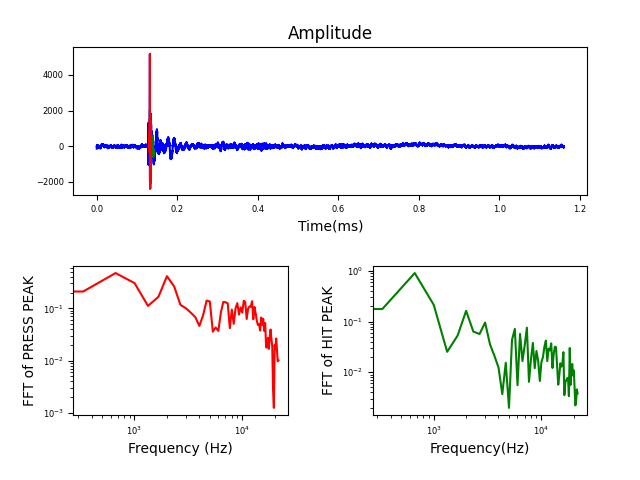 Amplitude
4000
2000
0
−2000
0.0 0.2 0.4 0.6 0.8 1.0 1.2
Time(ms)
FFT of PRESS PEAK
10⁻¹
10⁻²
10⁻³
10³ 10⁴
Frequency (Hz)
FFT of HIT PEAK
10⁰
10⁻¹
10⁻²
10³ 10⁴
Frequency(Hz)